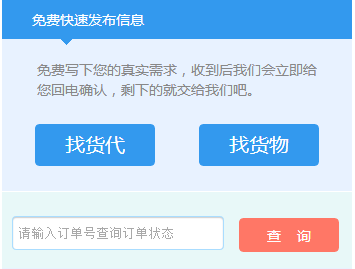 免费快速发布信息
免费写下您的真实需求，收到后我们会立即给
您回电确认，剩下的就交给我们吧。
找货代 找货物
请输入订单号查询订单状态 查 询